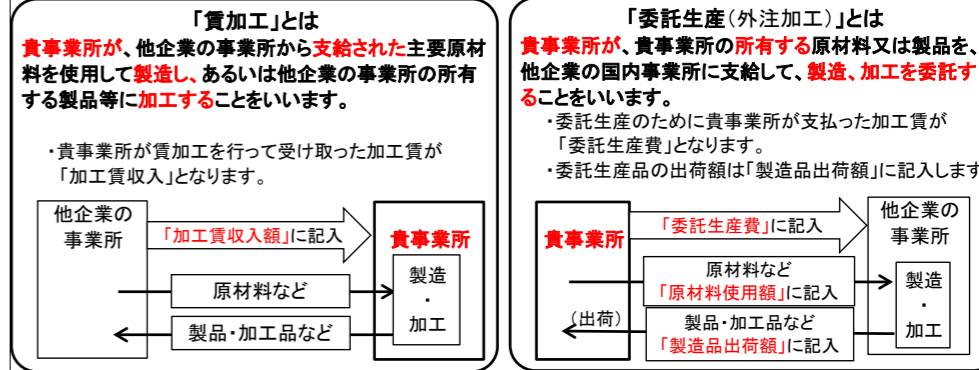 「賃加工」とは
貴事業所が、他企業の事業所から支給された主要原材
料を使用して製造し、あるいは他企業の事業所の所有
する製品等に加工することをいいます。
・貴事業所が賃加工を行って受け取った加工賃が
「加工賃収入」となります。
他企業の
事業所
「加工賃収入額」に記入
貴事業所
原材料など
製造
・
加工
製品・加工品など
「委託生産(外注加工)」とは
貴事業所が、貴事業所の所有する原材料又は製品を、
他企業の国内事業所に支給して、製造、加工を委託す
ることをいいます。
・委託生産のために貴事業所が支払った加工賃が
「委託生産費」となります。
・委託生産品の出荷額は「製造品出荷額」に記入します
貴事業所
「委託生産費」に記入
他企業の
事業所
原材料など
「原材料使用額」に記入
製造
・
加工
(出荷)
製品・加工品など
「製造品出荷額」に記入